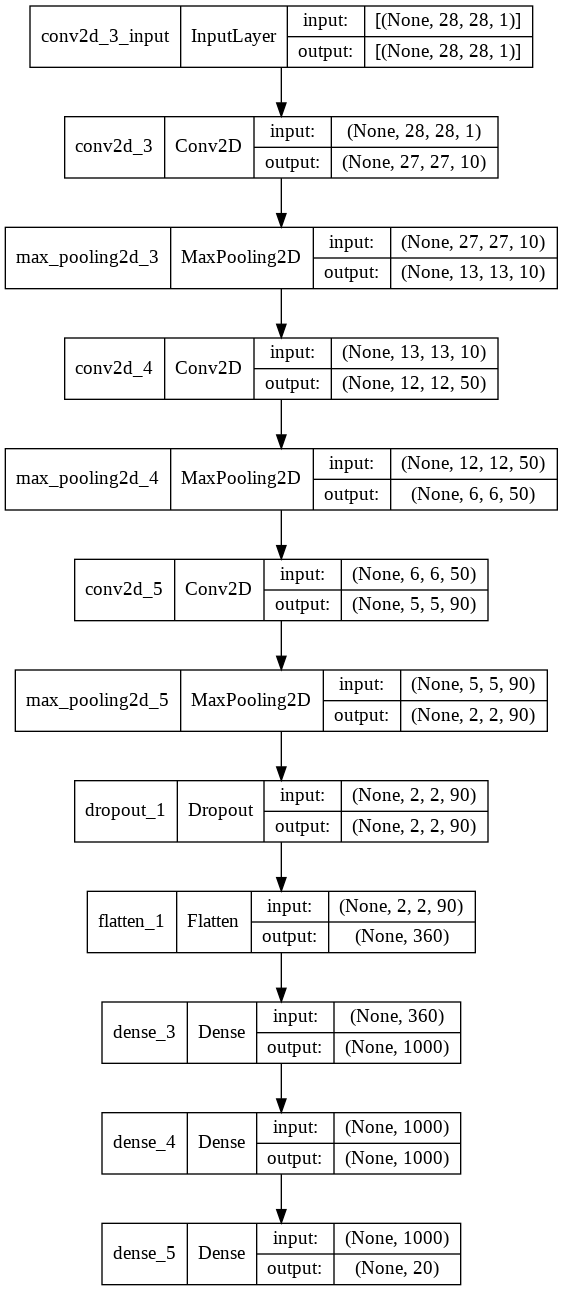 conv2d_3_input InputLayer input: [(None, 28, 28, 1)]
output: [(None, 28, 28, 1)]
conv2d_3 Conv2D input: (None, 28, 28, 1)
output: (None, 27, 27, 10)
max_pooling2d_3 MaxPooling2D input: (None, 27, 27, 10)
output: (None, 13, 13, 10)
conv2d_4 Conv2D input: (None, 13, 13, 10)
output: (None, 12, 12, 50)
max_pooling2d_4 MaxPooling2D input: (None, 12, 12, 50)
output: (None, 6, 6, 50)
conv2d_5 Conv2D input: (None, 6, 6, 50)
output: (None, 5, 5, 90)
max_pooling2d_5 MaxPooling2D input: (None, 5, 5, 90)
output: (None, 2, 2, 90)
dropout_1 Dropout input: (None, 2, 2, 90)
output: (None, 2, 2, 90)
flatten_1 Flatten input: (None, 2, 2, 90)
output: (None, 360)
dense_3 Dense input: (None, 360)
output: (None, 1000)
dense_4 Dense input: (None, 1000)
output: (None, 1000)
dense_5 Dense input: (None, 1000)
output: (None, 20)